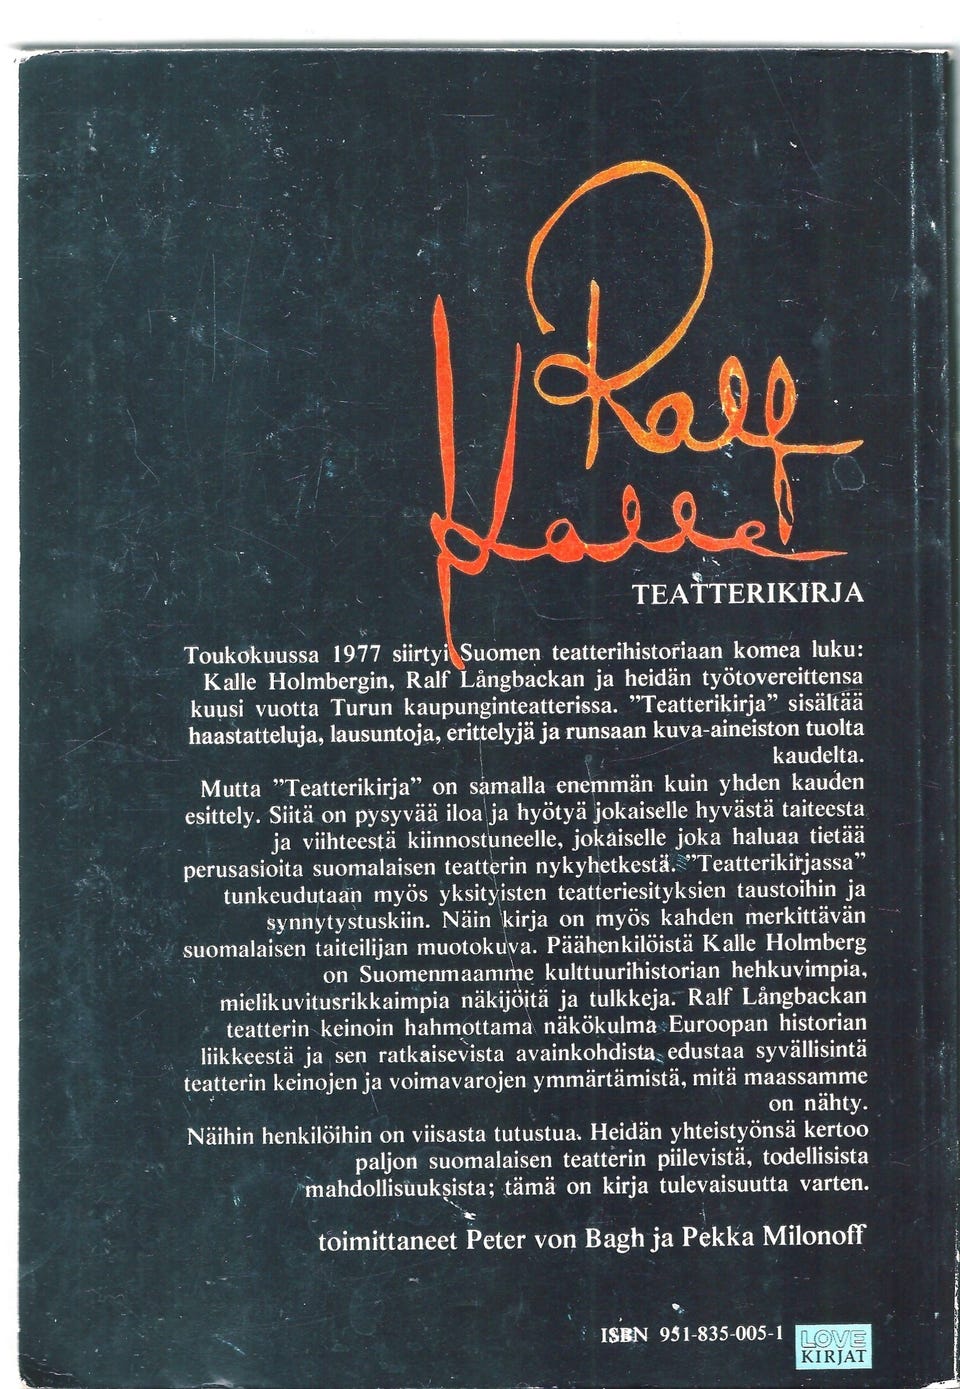 Ralf
Kalle
TEATTERIKIRJA
Toukokuussa 1977 siirtyi Suomen teatterihistoriaan komea luku:
Kalle Holmbergin, Ralf Långbackan ja heidän työtovereittensa
kuusi vuotta Turun kaupunginteatterissa. ”Teatterikirja” sisältää
haastatteluja, lausuntoja, erittelyjä ja runsaan kuva-aineiston tuolta
kaudelta.
Mutta ”Teatterikirja” on samalla enemmän kuin yhden kauden
esittely. Siitä on pysyvää iloa ja hyötyä jokaiselle hyvästä taiteesta
ja viihteestä kiinnostuneelle, jokaiselle joka haluaa tietää
perusasioita suomalaisen teatterin nykyhetkestä. ”Teatterikirjassa”
tunkeudutaan myös yksityisten teatteriesityksien taustoihin ja
synnytystuskiin. Näin kirja on myös kahden merkittävän
suomalaisen taiteilijan muotokuva. Päähenkilöistä Kalle Holmberg
on Suomenmaamme kulttuurihistorian hehkuvimpia,
mielikuvitusrikkaimpia näkijöitä ja tulkkeja. Ralf Långbackan
teatterin keinoin hahmottama näkökulma Euroopan historian
liikkeestä ja sen ratkaisevista avainkohdista edustaa syvällisintä
teatterin keinojen ja voimavarojen ymmärtämistä, mitä maassamme
on nähty.
Näihin henkilöihin on viisasta tutustua. Heidän yhteistyönsä kertoo
paljon suomalaisen teatterin piilevistä, todellisista
mahdollisuuksista; tämä on kirja tulevaisuutta varten.
toimittaneet Peter von Bagh ja Pekka Milonoff
ISBN 951-835-005-1
LOVE
KIRJAT